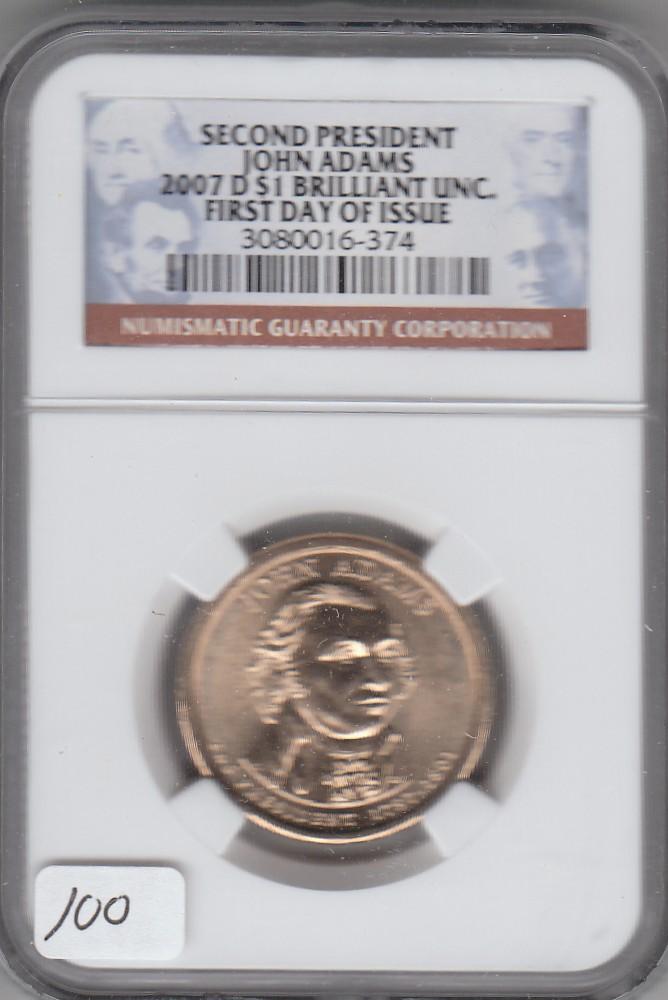 SECOND PRESIDENT
JOHN ADAMS
2007 D $1 BRILLIANT UNC.
FIRST DAY OF ISSUE
3080016-374
NUMISMATIC GUARANTY CORPORATION
JOHN ADAMS
100